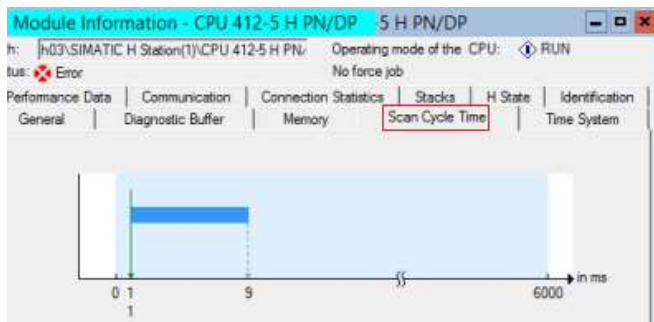 Module Information - CPU 412-5 H PN/DP -5 H PN/DP
h: h03\SIMATIC H Station(1)\CPU 412-5 H PN/ Operating mode of the CPU: RUN
tus: Error No force job
Performance Data Communication Connection Statistics Stacks H State Identification
General Diagnostic Buffer Memory Scan Cycle Time Time System
0 1 9 6000 in ms
1